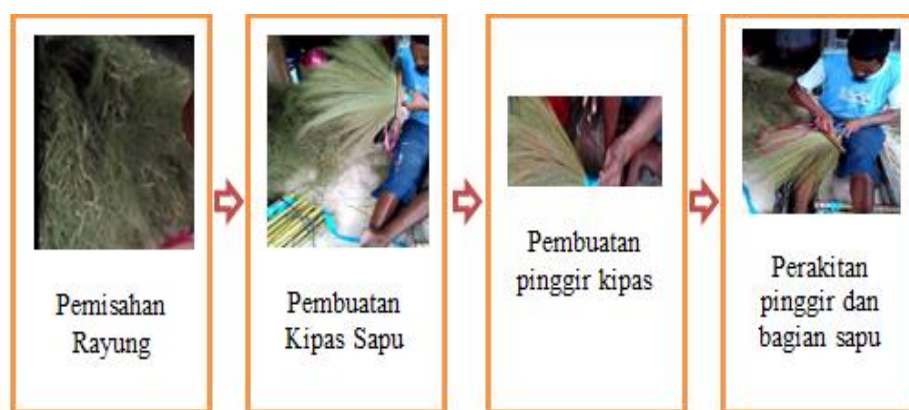 Pemisahan
Rayung
Pembuatan
Kipas Sapu
Pembuatan
pinggir kipas
Perakitan
pinggir dan
bagian sapu